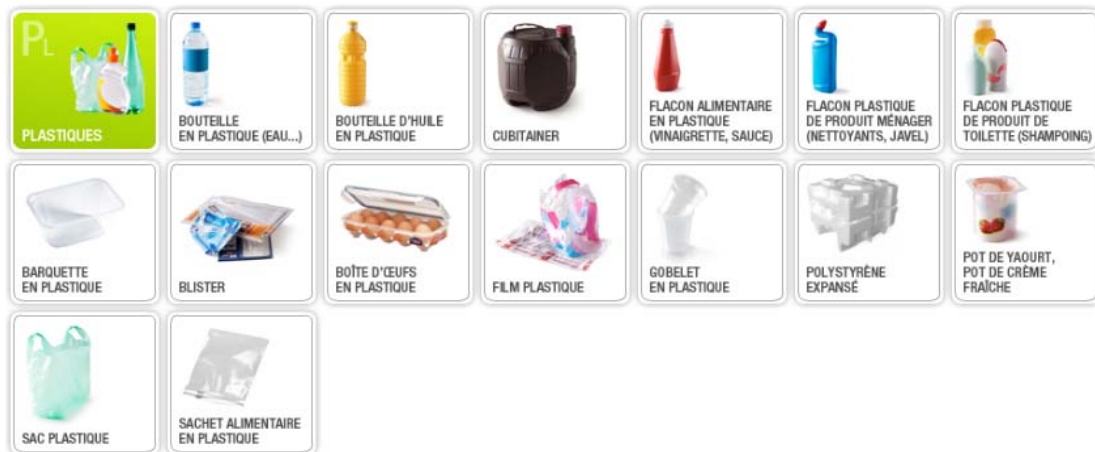 PL
PLASTIQUES
BOUTEILLE
EN PLASTIQUE (EAU...)
BOUTEILLE D'HUILE
EN PLASTIQUE
CUBITAINER
FLACON ALIMENTAIRE
EN PLASTIQUE
(VINAIGRETTE, SAUCE)
FLACON PLASTIQUE
DE PRODUIT MÉNAGER
(NETTOYANTS, JAVEL)
FLACON PLASTIQUE
DE PRODUIT DE
TOILETTE (SHAMPOING)
BARQUETTE
EN PLASTIQUE
BLISTER
BOÎTE D'ŒUFS
EN PLASTIQUE
FILM PLASTIQUE
GOBELET
EN PLASTIQUE
POLYSTYRÈNE
EXPANSÉ
POT DE YAOURT,
POT DE CRÈME
FRAÎCHE
SAC PLASTIQUE
SACHET ALIMENTAIRE
EN PLASTIQUE